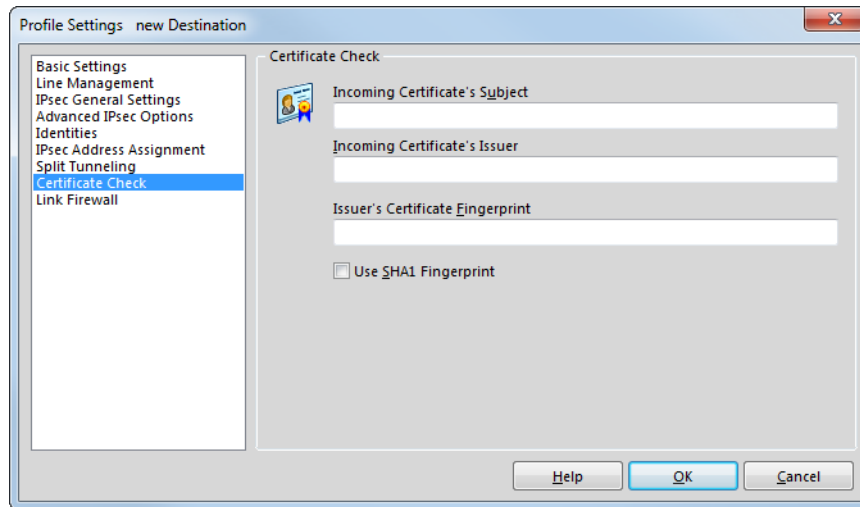 Profile Settings new Destination
X
Basic Settings
Line Management
IPsec General Settings
Advanced IPsec Options
Identities
IPsec Address Assignment
Split Tunneling
Certificate Check
Link Firewall
Certificate Check
Incoming Certificate's Subject
Incoming Certificate's Issuer
Issuer's Certificate Fingerprint
Use SHA1 Fingerprint
Help
OK
Cancel